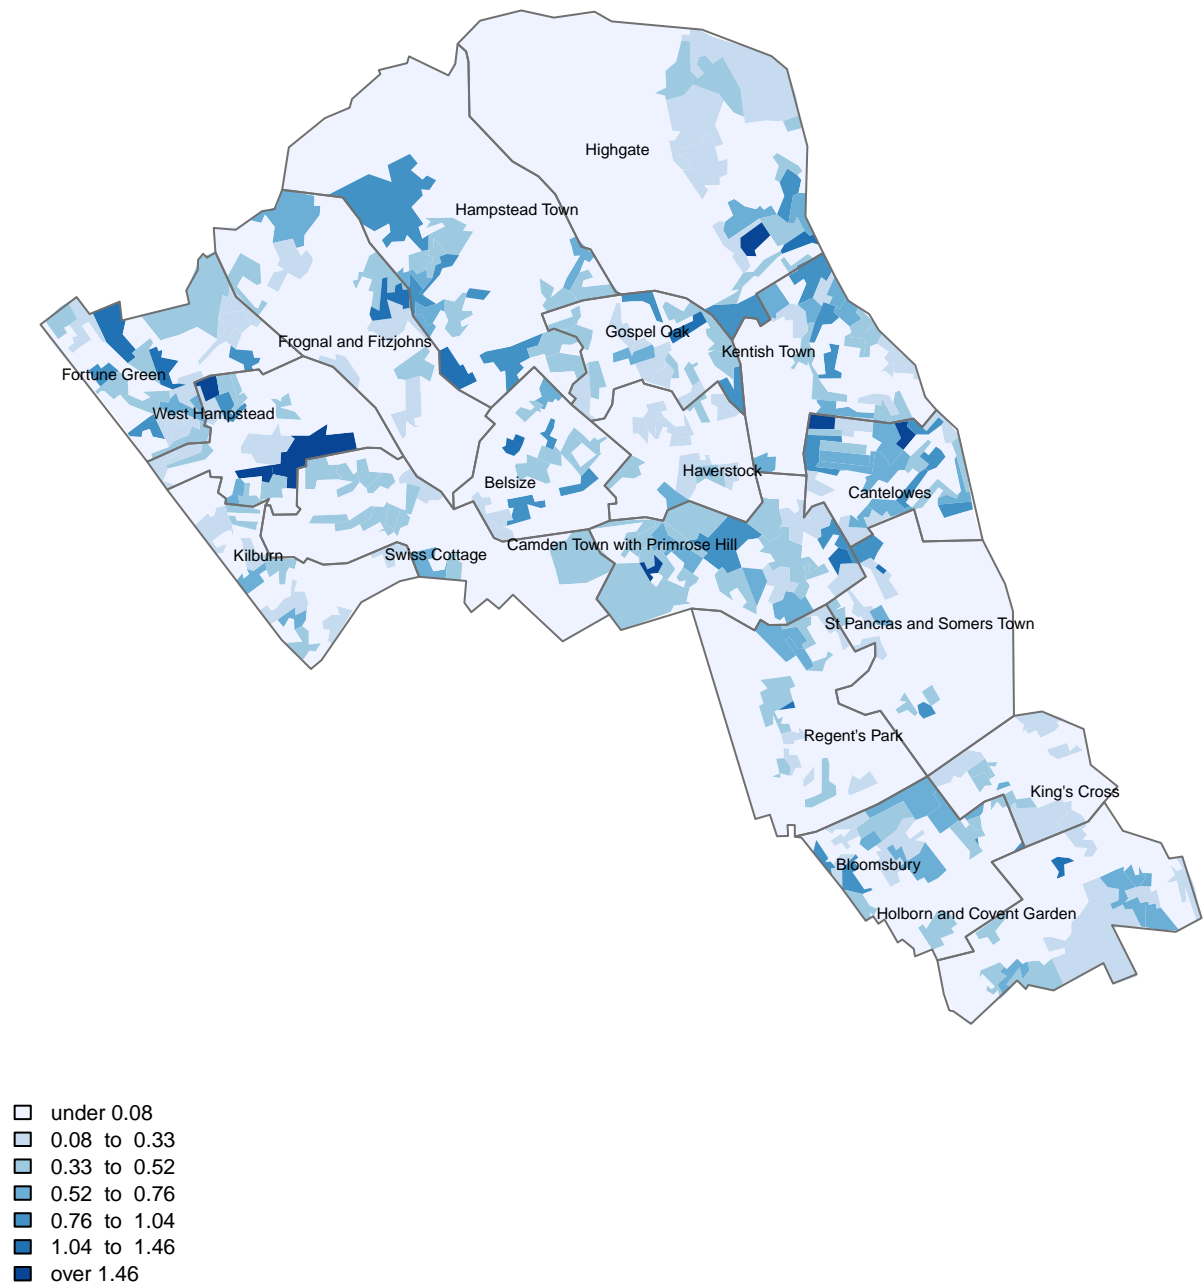 Highgate
Hampstead Town
Gospel Oak
Frognal and Fitzjohns
Kentish Town
Fortune Green
West Hampstead
Haverstock
Belsize
Cantelowes
Camden Town with Primrose Hill
Kilburn
Swiss Cottage
St Pancras and Somers Town
Regent's Park
King's Cross
Bloomsbury
Holborn and Covent Garden
under 0.08
0.08 to 0.33
0.33 to 0.52
0.52 to 0.76
0.76 to 1.04
1.04 to 1.46
over 1.46